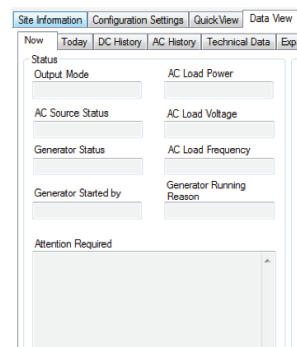 Site Information Configuration Settings Quick View Data View
Now Today DC History AC History Technical Data Exp
Status
Output Mode AC Load Power
AC Source Status AC Load Voltage
Generator Status AC Load Frequency
Generator Started by Generator Running
Reason
Attention Required